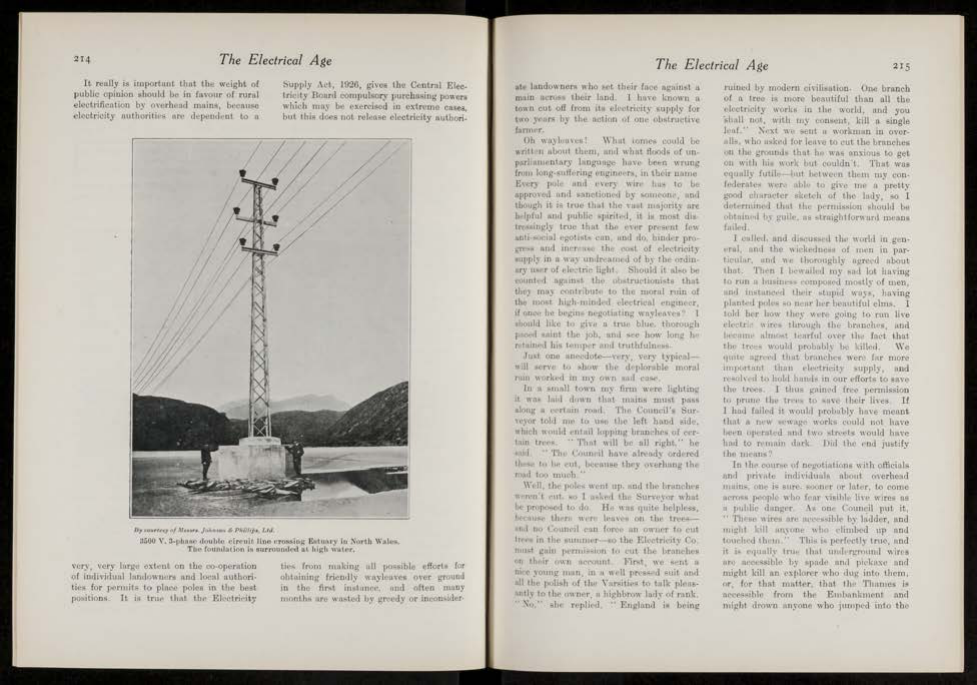 214
The Electrical Age
It really is important that the weight of
public opinion should be in favour of rural
electrification by overhead mains, because
electricity authorities are dependent to a
Supply Act, 1926, gives the Central Elec-
tricity Board compulsory purchasing powers
which may be exercised in extreme cases,
but this does not release electricity authori-
By courtesy of Messrs. Johnson & Phillips, Ltd.
3500 V. 3-phase double circuit line crossing Estuary in North Wales.
The foundation is surrounded at high water.
very, very large extent on the co-operation
of individual landowners and local authori-
ties for permits to place poles in the best
positions. It is true that the Electricity
ties from making all possible efforts for
obtaining friendly wayleaves over ground
in the first instance, and often many
months are wasted by greedy or inconsider-
The Electrical Age
215
ate landowners who set their face against a
main across their land. I have known a
town cut off from its electricity supply for
two years by the action of one obstructive
farmer.
Oh wayleaves! What tomes could be
written about them, and what floods of un-
parliamentary language have been wrung
from long-suffering engineers, in their name
Every pole and every wire has to be
approved and sanctioned by someone, and
though it is true that the vast majority are
helpful and public spirited, it is most dis-
tressingly true that the ever present few
anti-social egotists can, and do, hinder pro-
gress and increase the cost of electricity
supply in a way undreamed of by the ordin-
ary user of electric light. Should it also be
counted against the obstructionists that
they may contribute to the moral ruin of
the most high-minded electrical engineer,
if once he begins negotiating wayleaves? I
should like to give a true blue, thorough
paced saint the job, and see how long he
retained his temper and truthfulness.
Just one anecdote—very, very typical—
will serve to show the deplorable moral
ruin worked in my own sad case.
In a small town my firm were lighting
it was laid down that mains must pass
along a certain road. The Council's Sur-
veyor told me to use the left hand side,
which would entail lopping branches of cer-
tain trees. "That will be all right," he
said. "The Council have already ordered
these to be cut, because they overhang the
road too much."
Well, the poles went up, and the branches
weren't cut, so I asked the Surveyor what
he proposed to do. He was quite helpless,
because there were leaves on the trees—
and no Council can force an owner to cut
trees in the summer—so the Electricity Co.
must gain permission to cut the branches
on their own account. First, we sent a
nice young man, in a well pressed suit and
all the polish of the Varsities to talk pleas-
antly to the owner, a highbrow lady of rank.
"No," she replied, "England is being
ruined by modern civilisation. One branch
of a tree is more beautiful than all the
electricity works in the world, and you
shall not, with my consent, kill a single
leaf." Next we sent a workman in over-
alls, who asked for leave to cut the branches
on the grounds that he was anxious to get
on with his work but couldn't. That was
equally futile—but between them my con-
federates were able to give me a pretty
good character sketch of the lady, so I
determined that the permission should be
obtained by guile, as straightforward means
failed.
I called, and discussed the world in gen-
eral, and the wickedness of men in par-
ticular, and we thoroughly agreed about
that. Then I bewailed my sad lot having
to run a business composed mostly of men,
and instanced their stupid ways, having
planted poles so near her beautiful elms. I
told her how they were going to run live
electric wires through the branches, and
became almost tearful over the fact that
the trees would probably be killed. We
quite agreed that branches were far more
important than electricity supply, and
resolved to hold hands in our efforts to save
the trees. I thus gained free permission
to prune the trees to save their lives. If
I had failed it would probably have meant
that a new sewage works could not have
been operated and two streets would have
had to remain dark. Did the end justify
the means?
In the course of negotiations with officials
and private individuals about overhead
mains, one is sure, sooner or later, to come
across people who fear visible live wires as
a public danger. As one Council put it,
"These wires are accessible by ladder, and
might kill anyone who climbed up and
touched them." This is perfectly true, and
it is equally true that underground wires
are accessible by spade and pickaxe and
might kill an explorer who dug into them,
or, for that matter, that the Thames is
accessible from the Embankment and
might drown anyone who jumped into the